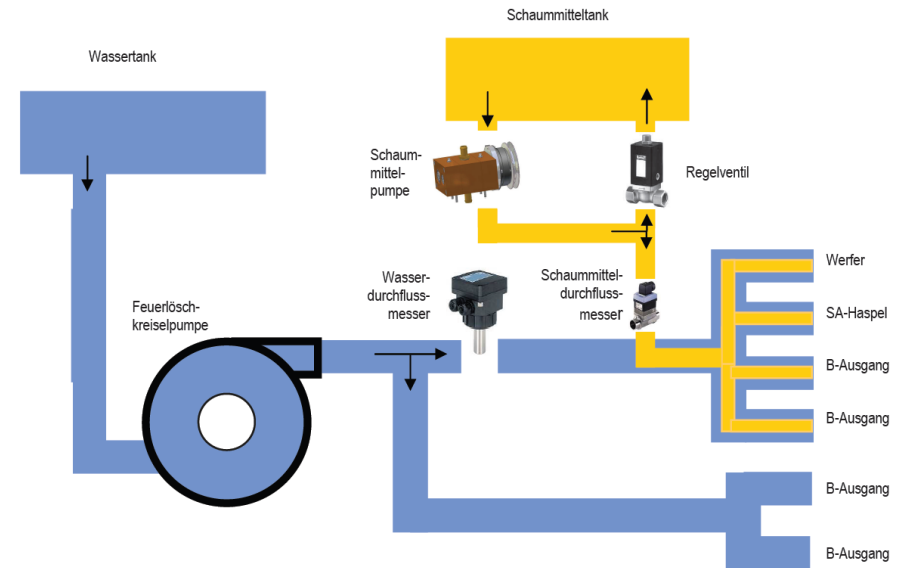 Schaummitteltank
Wassertank
Schaum-
mittel-
pumpe
Regelventil
Wasser-
durchfluss-
messer
Schaummittel-
durchfluss-
messer
Feuerlösch-
kreiselpumpe
Werfer
SA-Haspel
B-Ausgang
B-Ausgang
B-Ausgang
B-Ausgang